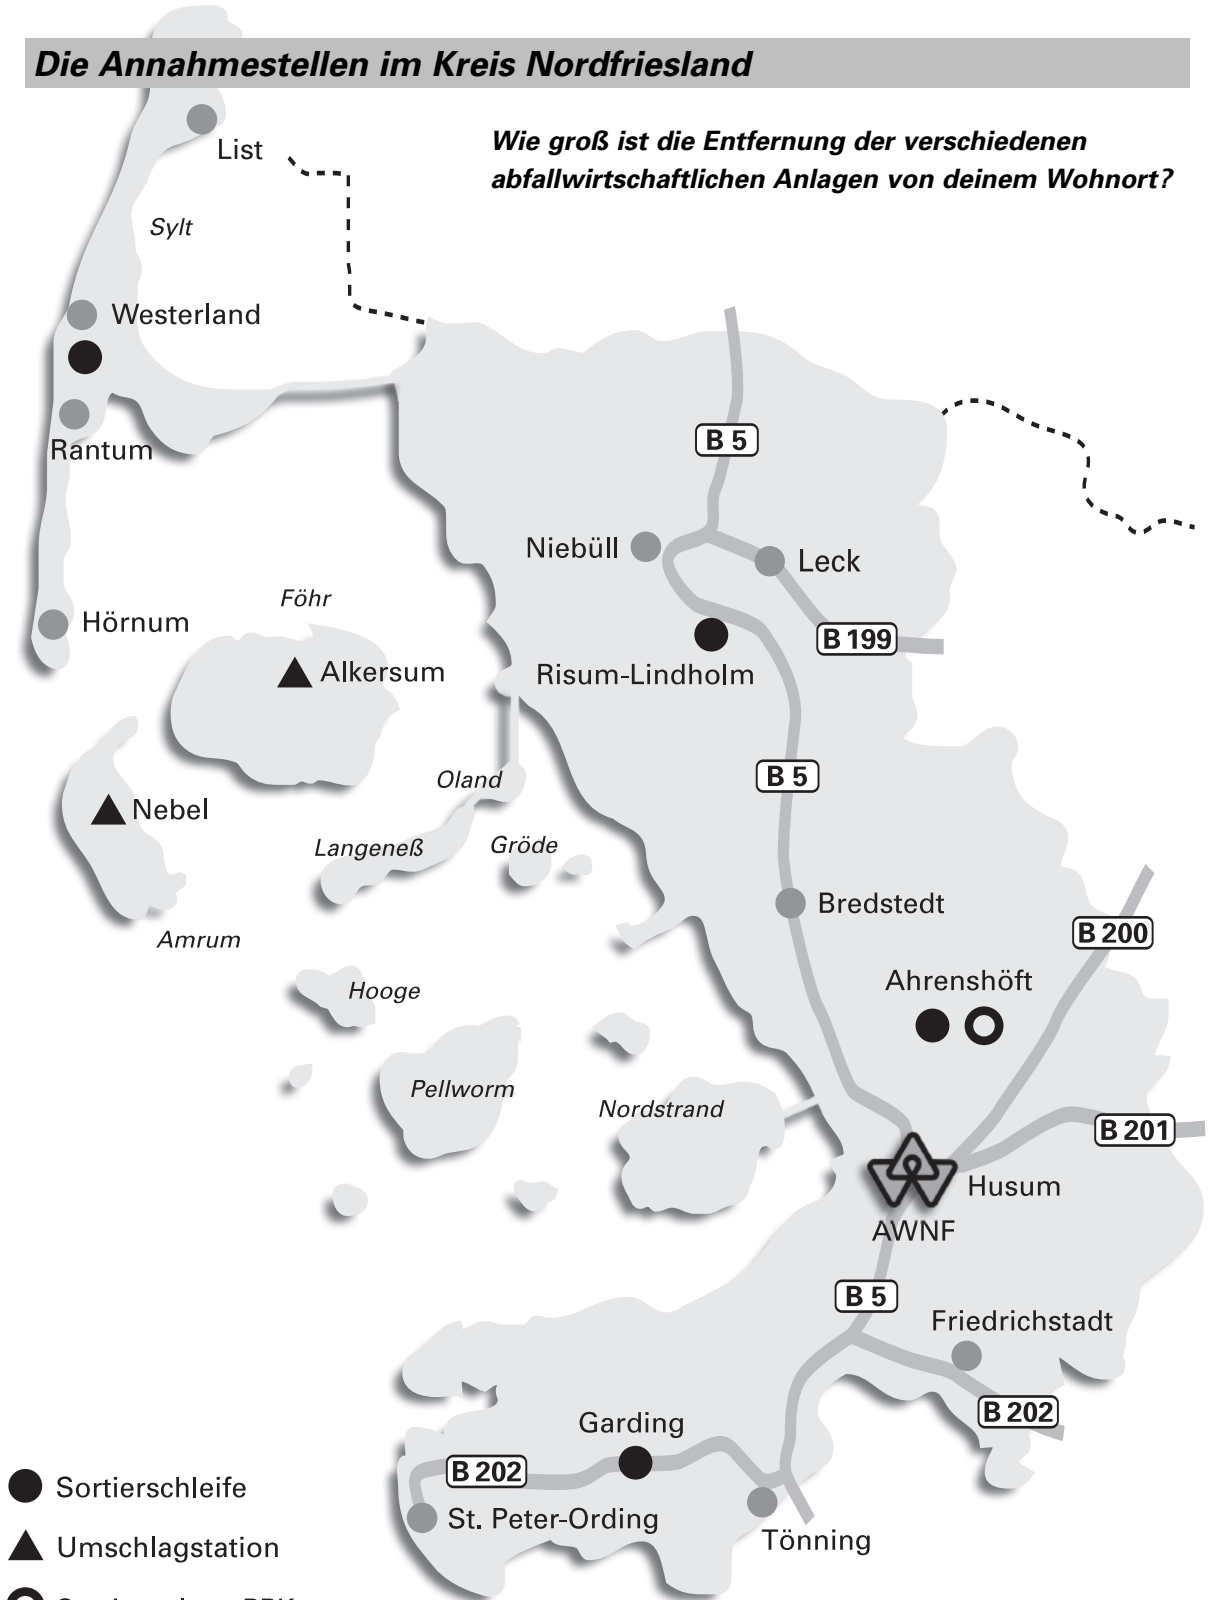 Die Annahmestellen im Kreis Nordfriesland
Wie groß ist die Entfernung der verschiedenen
abfallwirtschaftlichen Anlagen von deinem Wohnort?
List
Sylt
Westerland
Rantum
B 5
Niebüll
Leck
Föhr
Hörnum
B 199
Alkersum
Risum-Lindholm
Oland
B 5
Nebel
Langeneß
Gröde
Bredstedt
Amrum
B 200
Ahrenshöft
Hooge
Pellworm
Nordstrand
B 201
Husum
AWNF
B 5
Friedrichstadt
B 202
Garding
B 202
St. Peter-Ording
Tönning
Sortierschleife
Umschlagstation